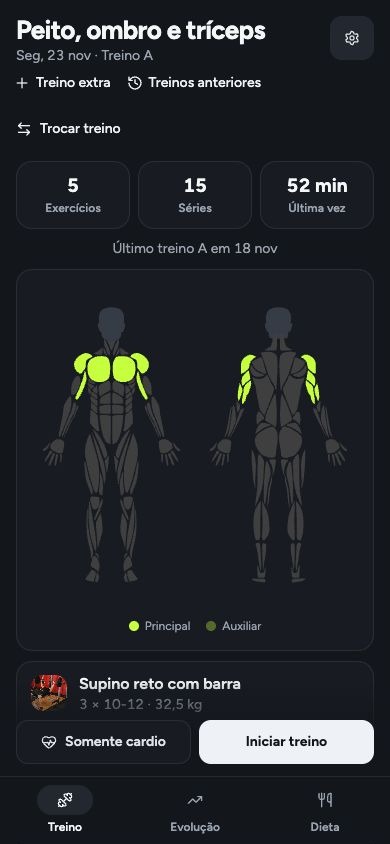 Peito, ombro e tríceps
Seg, 23 nov · Treino A
Treino extra
Treinos anteriores
Trocar treino
5
Exercícios
15
Séries
52 min
Última vez
Último treino A em 18 nov
Principal
Auxiliar
Supino reto com barra
3 × 10-12 · 32,5 kg
Somente cardio
Iniciar treino
Treino
Evolução
Dieta